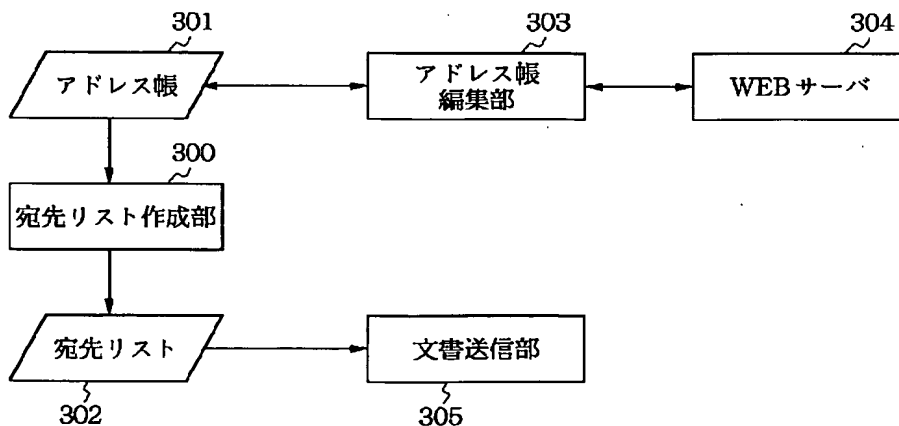 301
アドレス帳
303
アドレス帳
編集部
304
WEBサーバ
300
宛先リスト作成部
宛先リスト
302
文書送信部
305